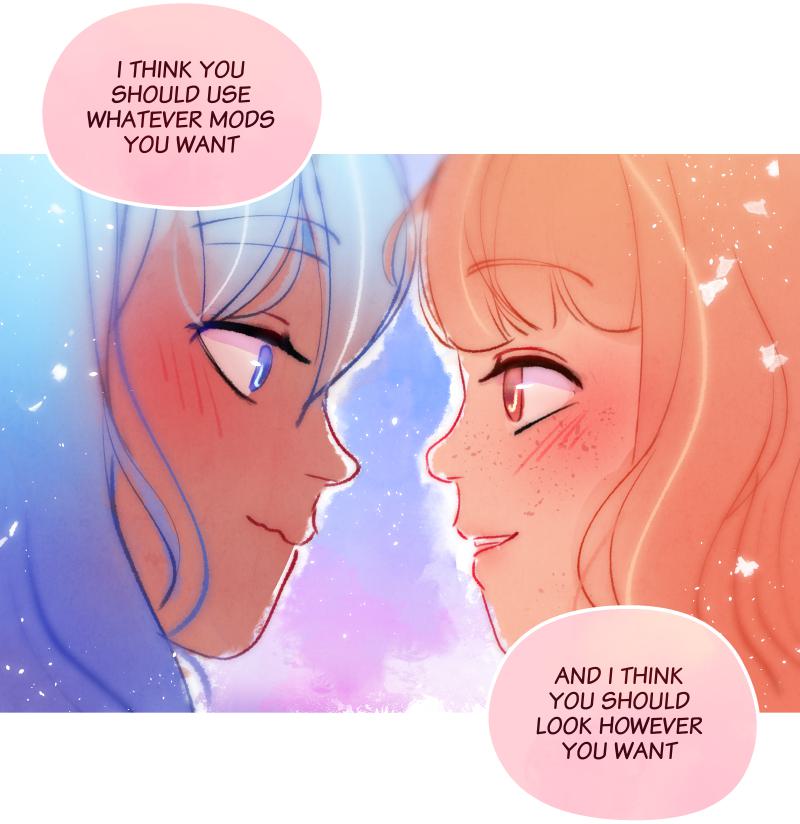 I THINK YOU
SHOULD USE
WHATEVER MODS
YOU WANT
AND I THINK
YOU SHOULD
LOOK HOWEVER
YOU WANT